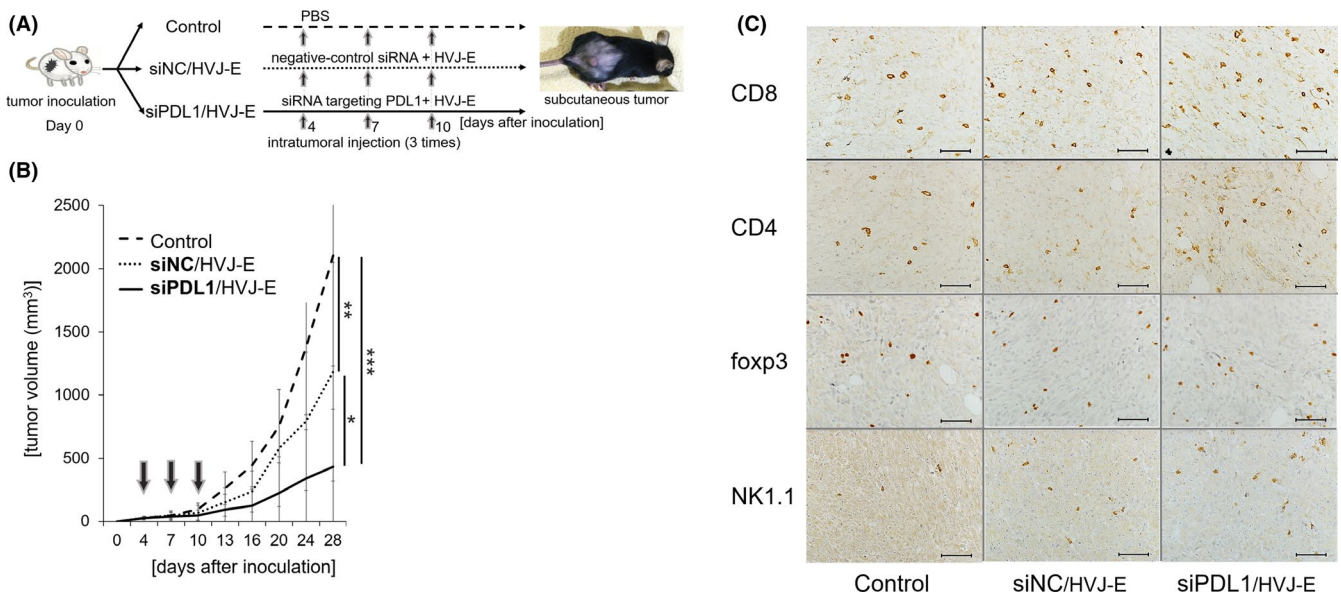 (A)
Control
PBS
siNC/HVJ-E
negative-control siRNA + HVJ-E
siPDL1/HVJ-E
siRNA targeting PDL1+ HVJ-E
tumor inoculation
Day 0
4 7 10 [days after inoculation]
intratumoral injection (3 times)
subcutaneous tumor
(B)
[tumor volume (mm³)]
2500
2000
1500
1000
500
0
Control
siNC/HVJ-E
siPDL1/HVJ-E
**
***
*
0 4 7 10 13 16 20 24 28
[days after inoculation]
(C)
CD8
CD4
foxp3
NK1.1
Control siNC/HVJ-E siPDL1/HVJ-E